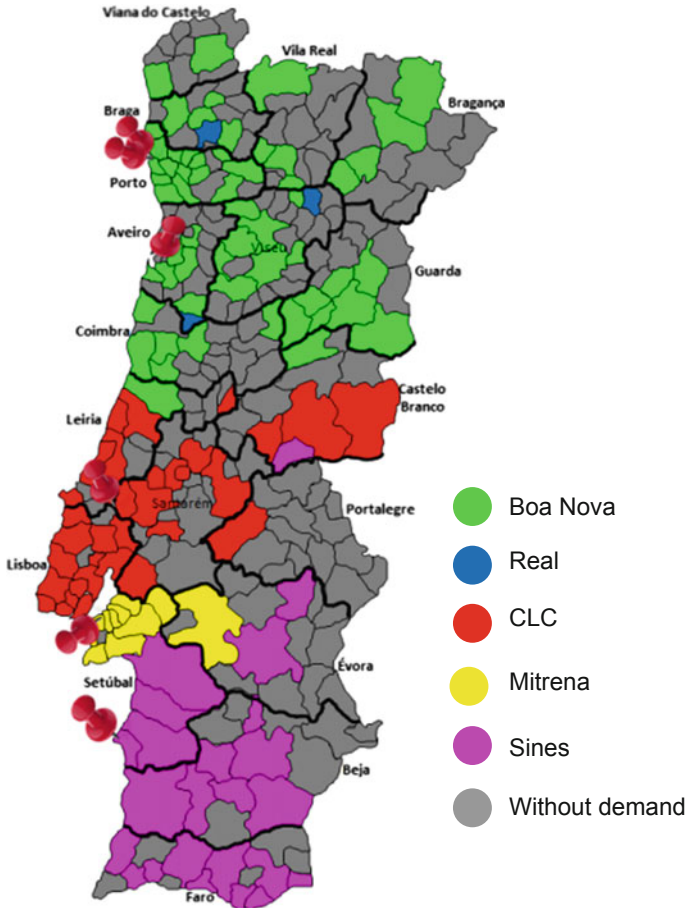 Viana do Castelo
Vila Real
Bragança
Braga
Porto
Aveiro
Viseu
Guarda
Coimbra
Castelo
Branco
Leiria
Santarém
Portalegre
Lisboa
Évora
Setúbal
Beja
Faro
Boa Nova
Real
CLC
Mitrena
Sines
Without demand